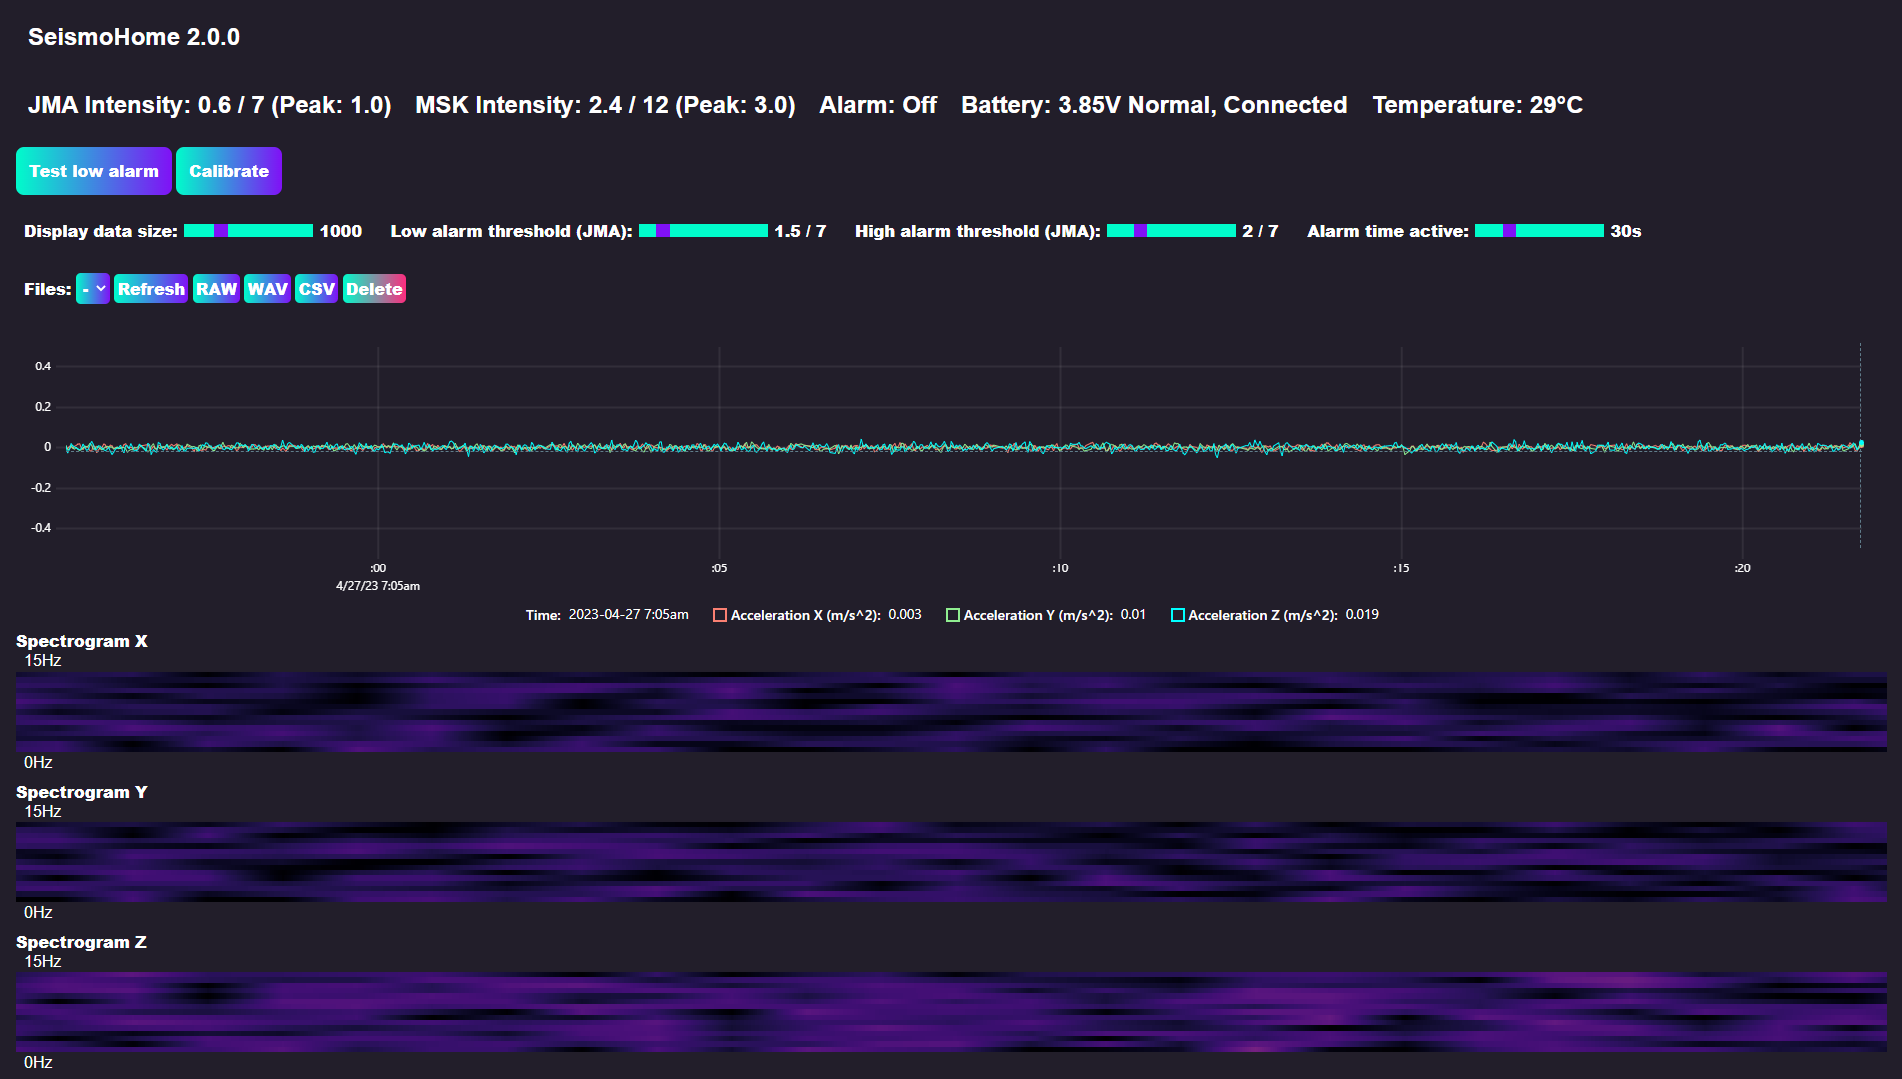 SeismoHome 2.0.0
JMA Intensity: 0.6 / 7 (Peak: 1.0) MSK Intensity: 2.4 / 12 (Peak: 3.0) Alarm: Off Battery: 3.85V Normal, Connected Temperature: 29°C
Test low alarm Calibrate
Display data size: 1000 Low alarm threshold (JMA): 1.5 / 7 High alarm threshold (JMA): 2 / 7 Alarm time active: 30s
Files: - Refresh RAW WAV CSV Delete
0.4
0.2
0
-0.2
-0.4
:00 :05 :10 :15 :20
4/27/23 7:05am
Time: 2023-04-27 7:05am Acceleration X (m/s^2): 0.003 Acceleration Y (m/s^2): 0.01 Acceleration Z (m/s^2): 0.019
Spectrogram X
15Hz
0Hz
Spectrogram Y
15Hz
0Hz
Spectrogram Z
15Hz
0Hz